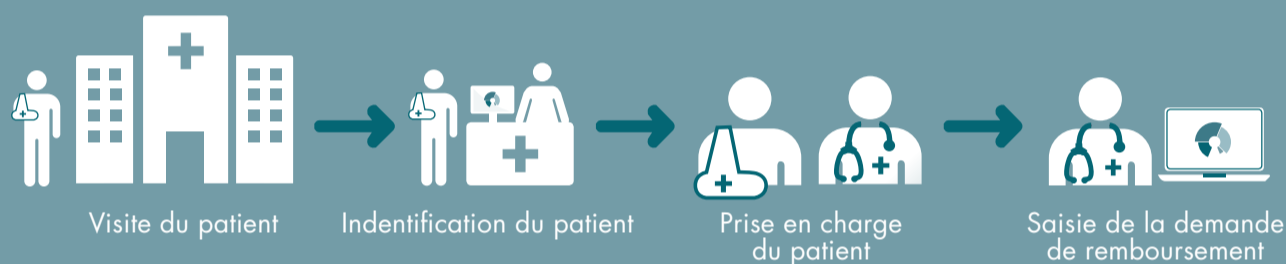 Visite du patient
Indentification du patient
Prise en charge
du patient
Saisie de la demande
de remboursement